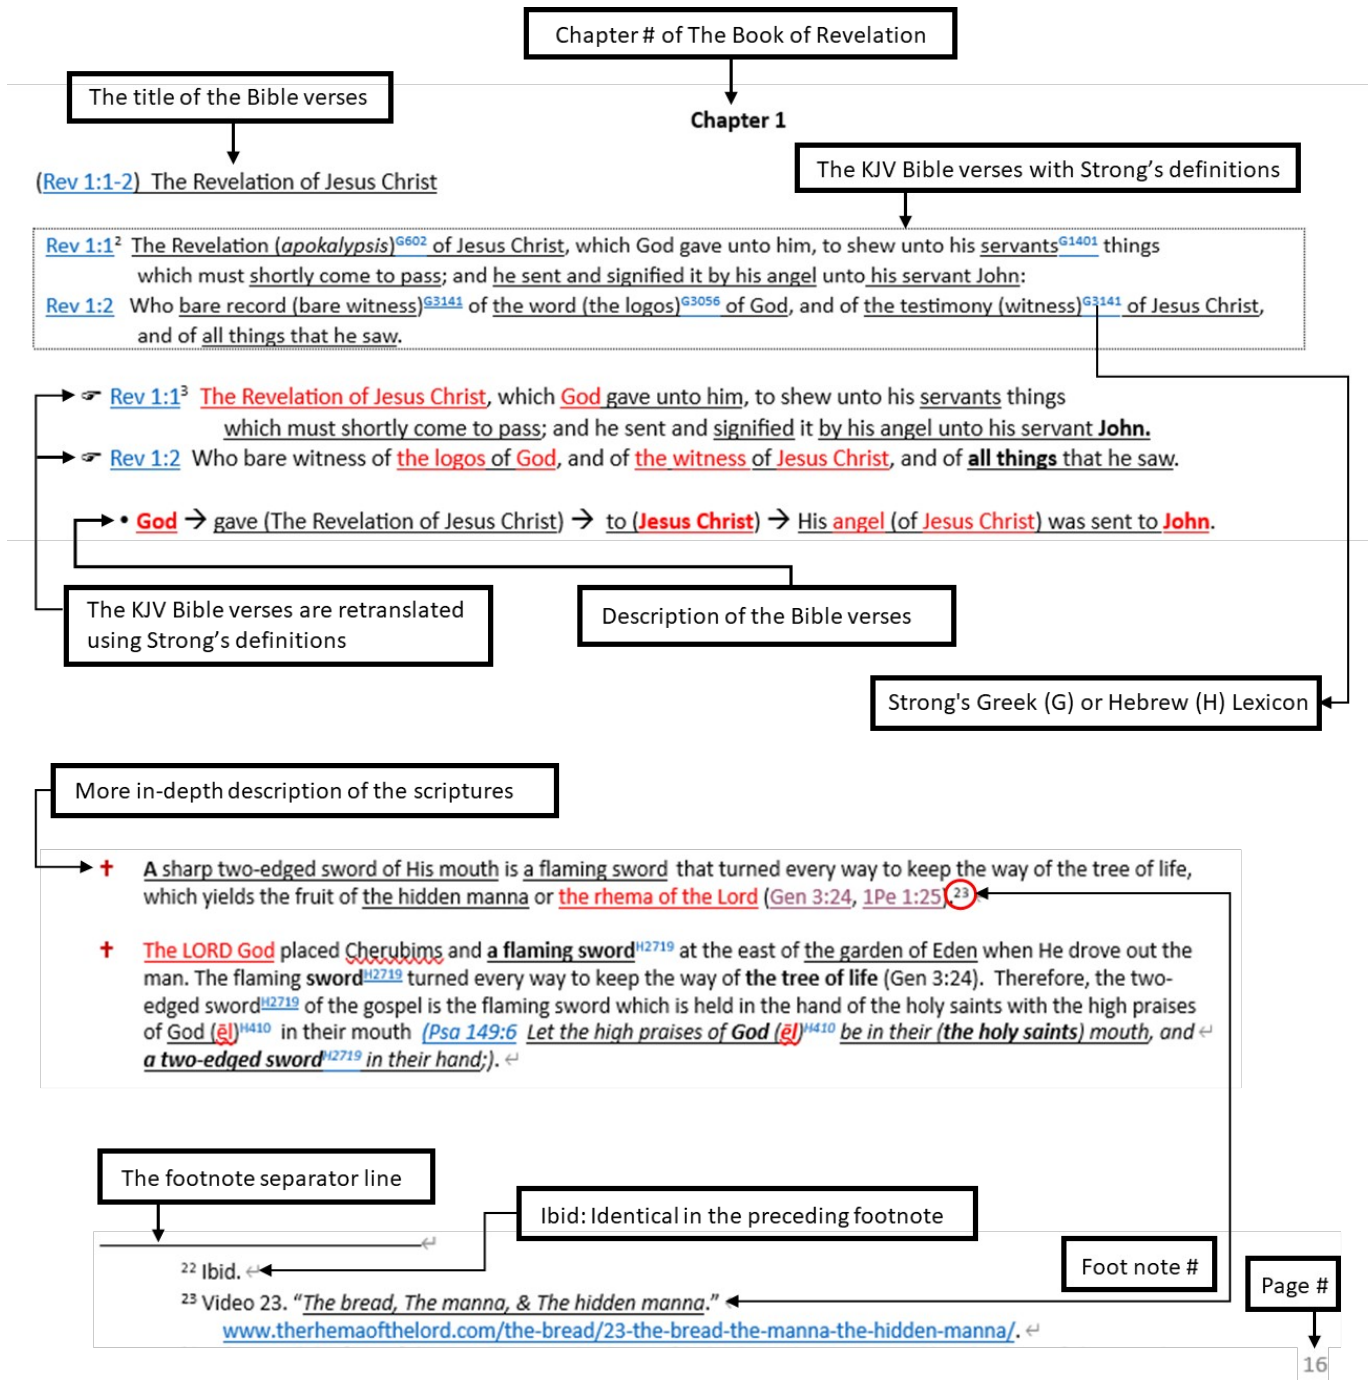 Chapter # of The Book of Revelation
The title of the Bible verses
Chapter 1
The KJV Bible verses with Strong's definitions
(Rev 1:1-2)  The Revelation of Jesus Christ
Rev 1:1² The Revelation (apokalypsis)G602 of Jesus Christ, which God gave unto him, to shew unto his servantsG1401 things
which must shortly come to pass; and he sent and signified it by his angel unto his servant John:
Rev 1:2 Who bare record (bare witness)G3141 of the word (the logos)G3056 of God, and of the testimony (witness)G3141 of Jesus Christ,
and of all things that he saw.
☞ Rev 1:1³ The Revelation of Jesus Christ, which God gave unto him, to shew unto his servants things
which must shortly come to pass; and he sent and signified it by his angel unto his servant John.
☞ Rev 1:2 Who bare witness of the logos of God, and of the witness of Jesus Christ, and of all things that he saw.
• God → gave (The Revelation of Jesus Christ) → to (Jesus Christ) → His angel (of Jesus Christ) was sent to John.
The KJV Bible verses are retranslated
using Strong's definitions
Description of the Bible verses
Strong's Greek (G) or Hebrew (H) Lexicon
More in-depth description of the scriptures
✝ A sharp two-edged sword of His mouth is a flaming sword that turned every way to keep the way of the tree of life,
which yields the fruit of the hidden manna or the rhema of the Lord (Gen 3:24, 1Pe 1:25).²³
✝ The LORD God placed Cherubims and a flaming swordH2719 at the east of the garden of Eden when He drove out the
man. The flaming swordH2719 turned every way to keep the way of the tree of life (Gen 3:24). Therefore, the two-
edged swordH2719 of the gospel is the flaming sword which is held in the hand of the holy saints with the high praises
of God (ēl)H410 in their mouth (Psa 149:6 Let the high praises of God (ēl)H410 be in their (the holy saints) mouth, and ↵
a two-edged swordH2719 in their hand;). ↵
The footnote separator line
Ibid: Identical in the preceding footnote
Foot note #
Page #
²² Ibid. ↵
²³ Video 23. "The bread, The manna, & The hidden manna."
www.therhemaofthelord.com/the-bread/23-the-bread-the-manna-the-hidden-manna/. ↵
16